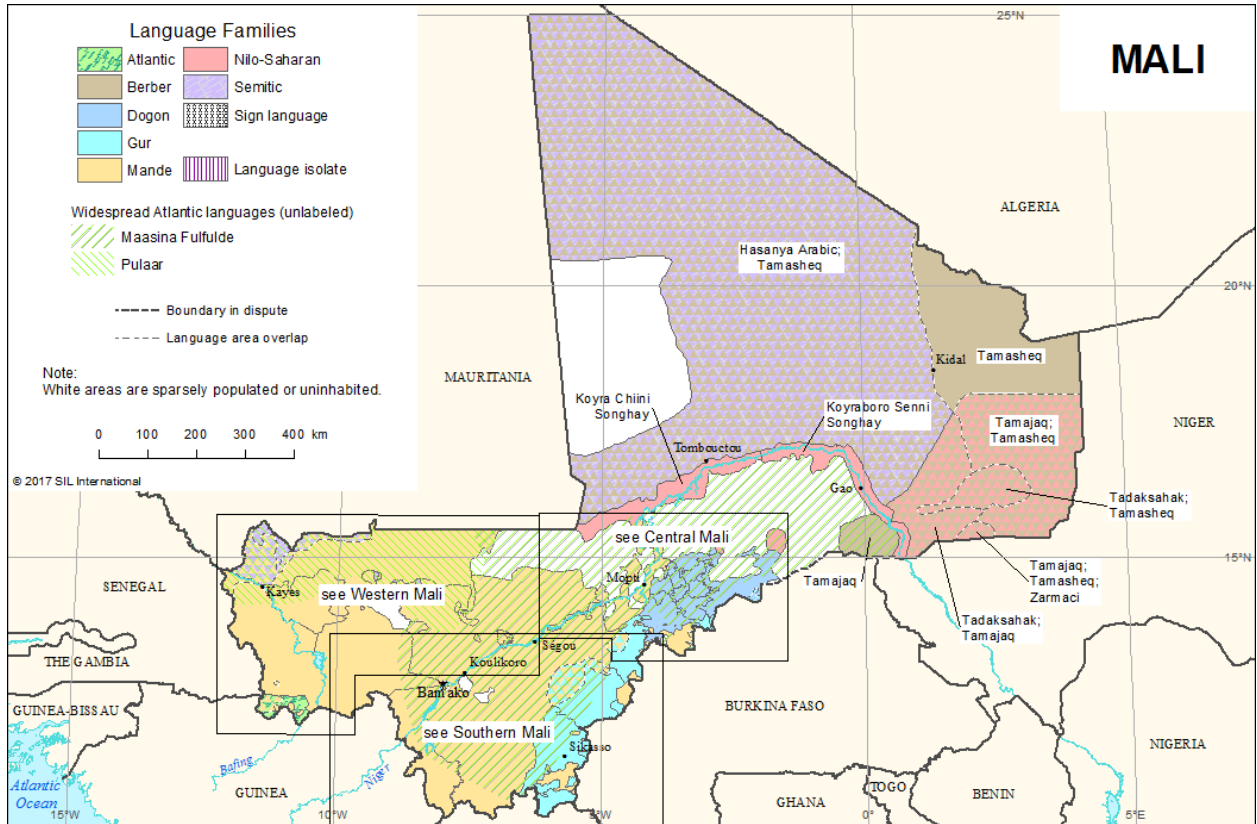 MALI
25°N
Language Families
Atlantic
Nilo-Saharan
Berber
Semitic
Dogon
Sign language
Gur
Mande
Language isolate
Widespread Atlantic languages (unlabeled)
Maasina Fulfulde
Pulaar
Boundary in dispute
Language area overlap
Note:
White areas are sparsely populated or uninhabited.
0 100 200 300 400 km
© 2017 SIL International
ALGERIA
Hasanya Arabic;
Tamasheq
20°N
Kidal
Tamasheq
MAURITANIA
Koyra Chiini
Songhay
Koyraboro Senni
Songhay
Tamajaq;
Tamasheq
NIGER
Tombouctou
Gao
Tadaksahak;
Tamasheq
see Central Mali
15°N
SENEGAL
Kayes
see Western Mali
Mopti
Tamajaq
Tamajaq;
Tamasheq;
Zarmaci
Tadaksahak;
Tamajaq
Ségou
THE GAMBIA
Koulikoro
Bamako
GUINEA-BISSAU
BURKINA FASO
see Southern Mali
Sikasso
NIGERIA
Bafing
Niger
Atlantic
Ocean
GUINEA
TOGO
BENIN
GHANA
15°W
10°W
5°W
0°
5°E